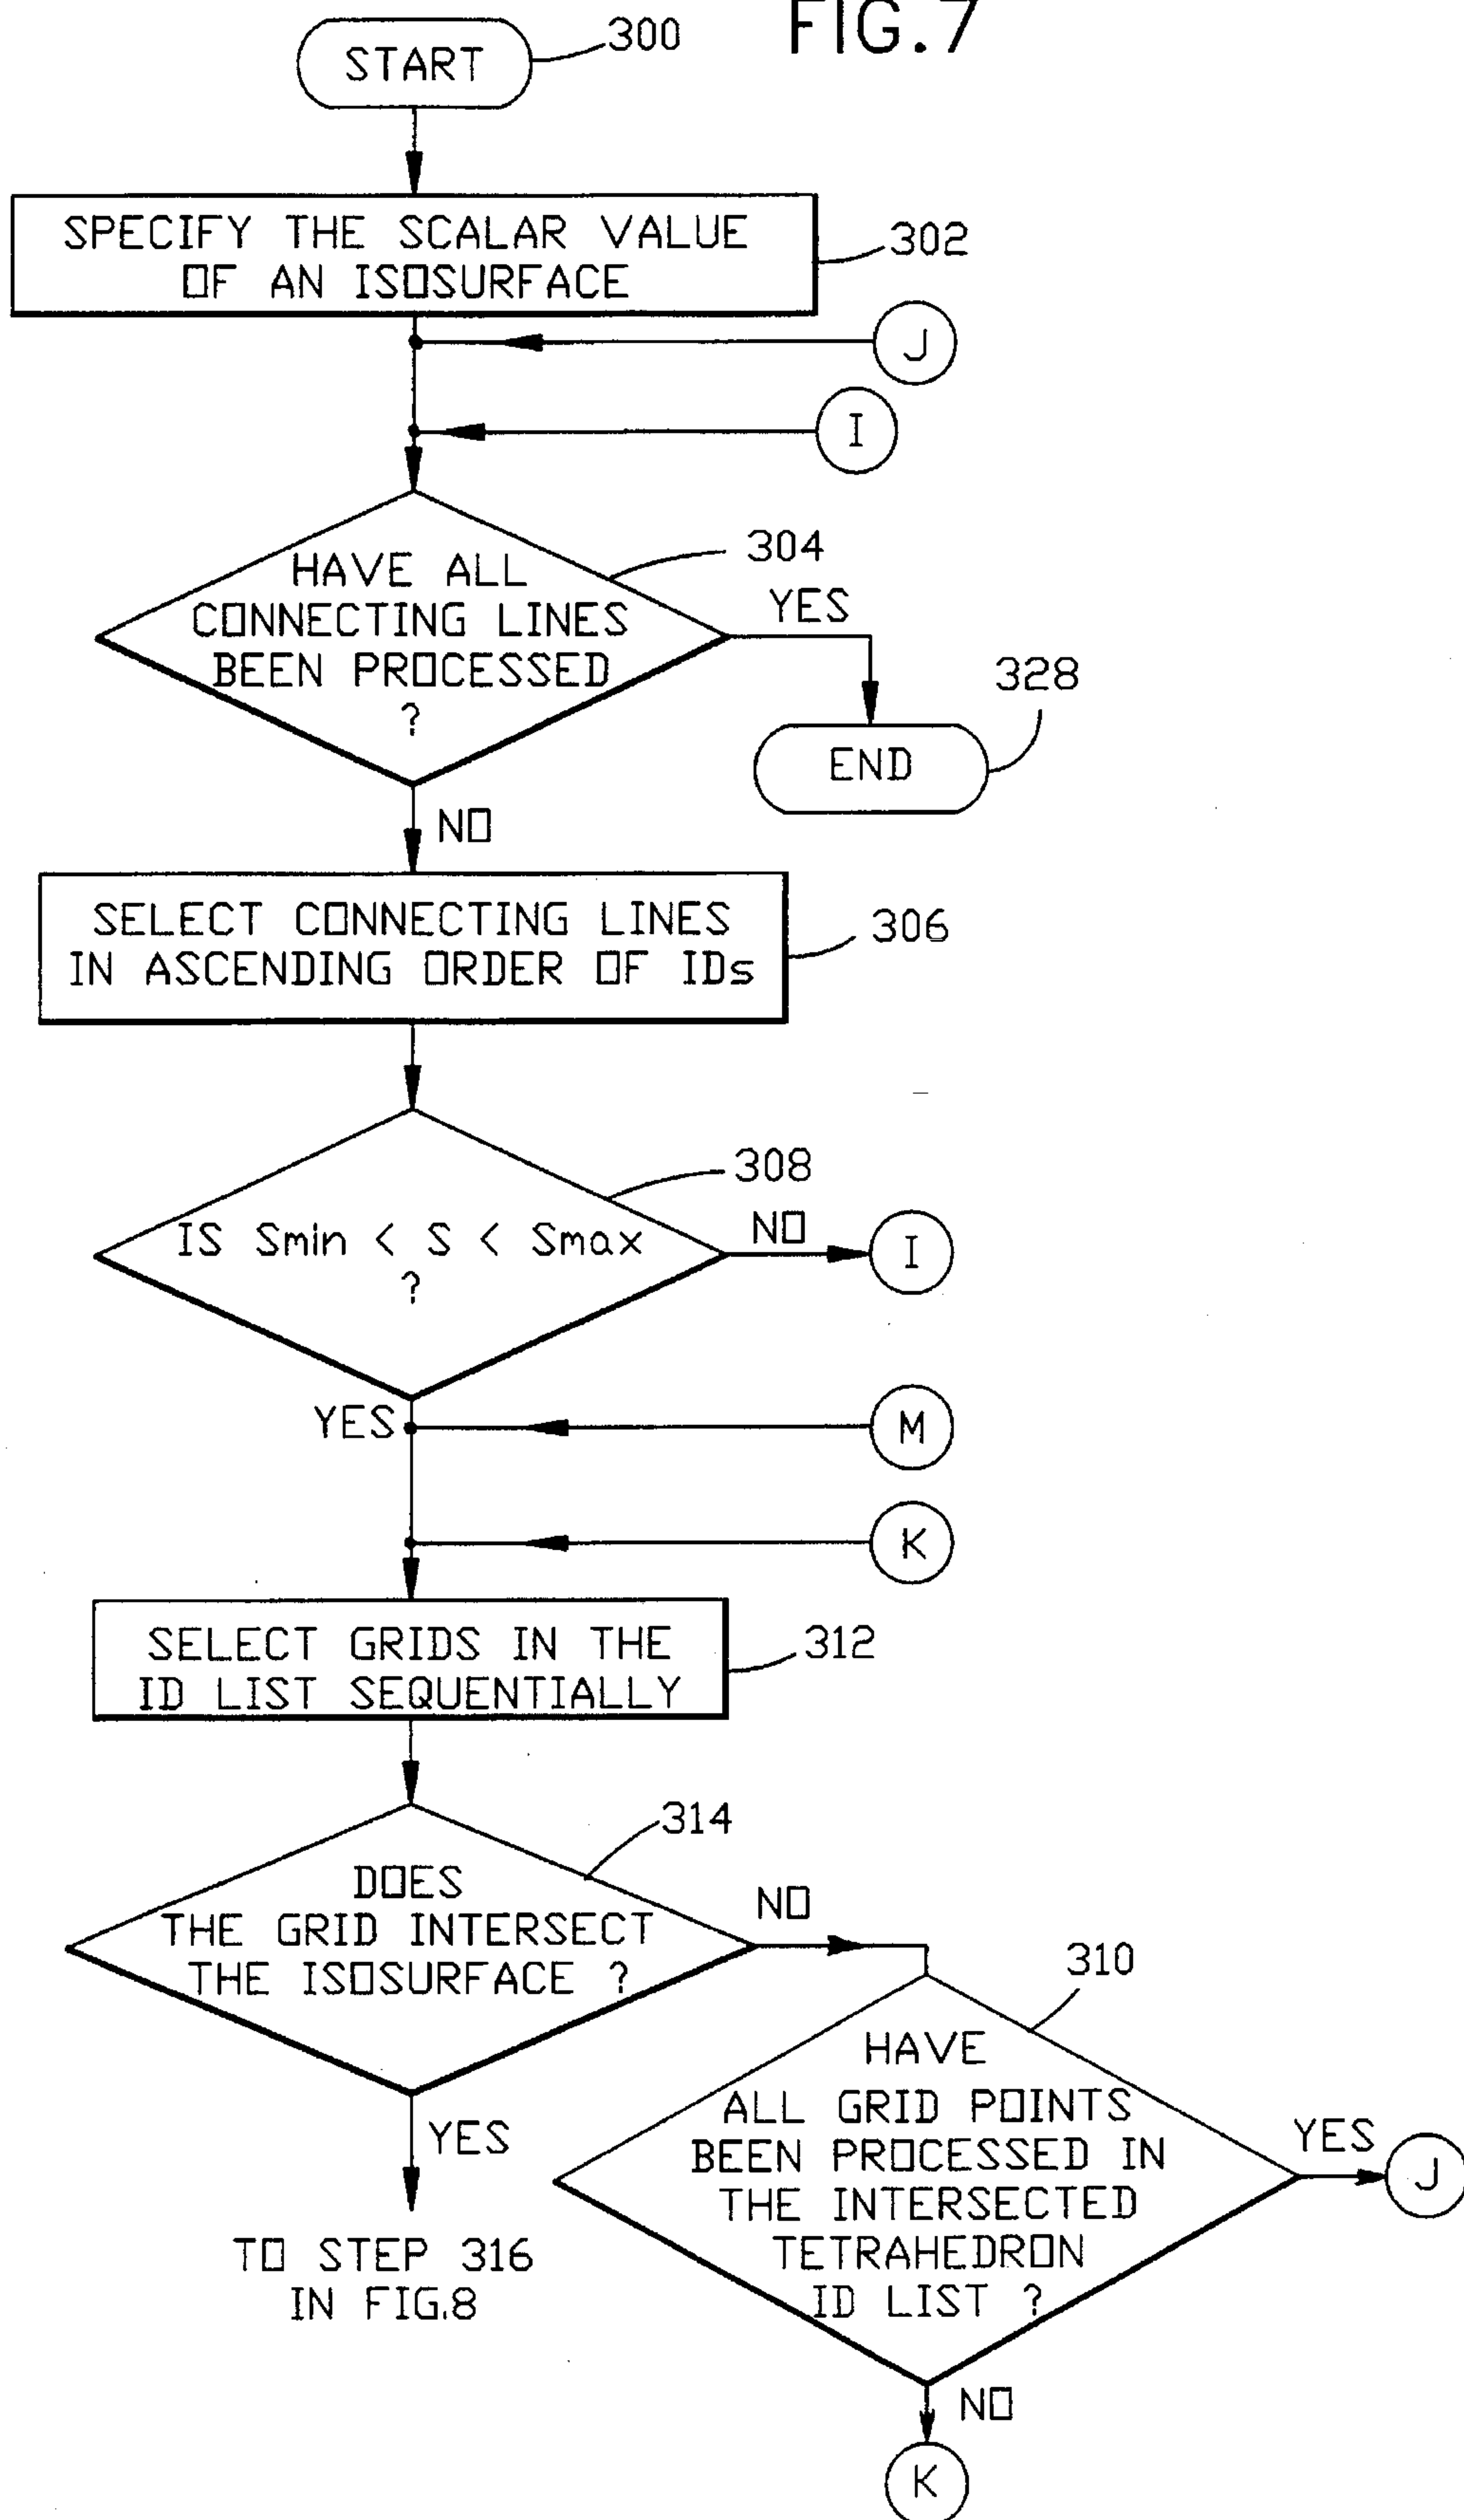 FIG.7
START
300
SPECIFY THE SCALAR VALUE
OF AN ISOSURFACE
302
J
I
HAVE ALL
CONNECTING LINES
BEEN PROCESSED
?
304
YES
328
END
NO
SELECT CONNECTING LINES
IN ASCENDING ORDER OF IDs
306
308
IS Smin < S < Smax
?
NO
I
YES
M
K
SELECT GRIDS IN THE
ID LIST SEQUENTIALLY
312
314
DOES
THE GRID INTERSECT
THE ISOSURFACE ?
NO
310
YES
TO STEP 316
IN FIG.8
HAVE
ALL GRID POINTS
BEEN PROCESSED IN
THE INTERSECTED
TETRAHEDRON
ID LIST ?
YES
J
NO
K